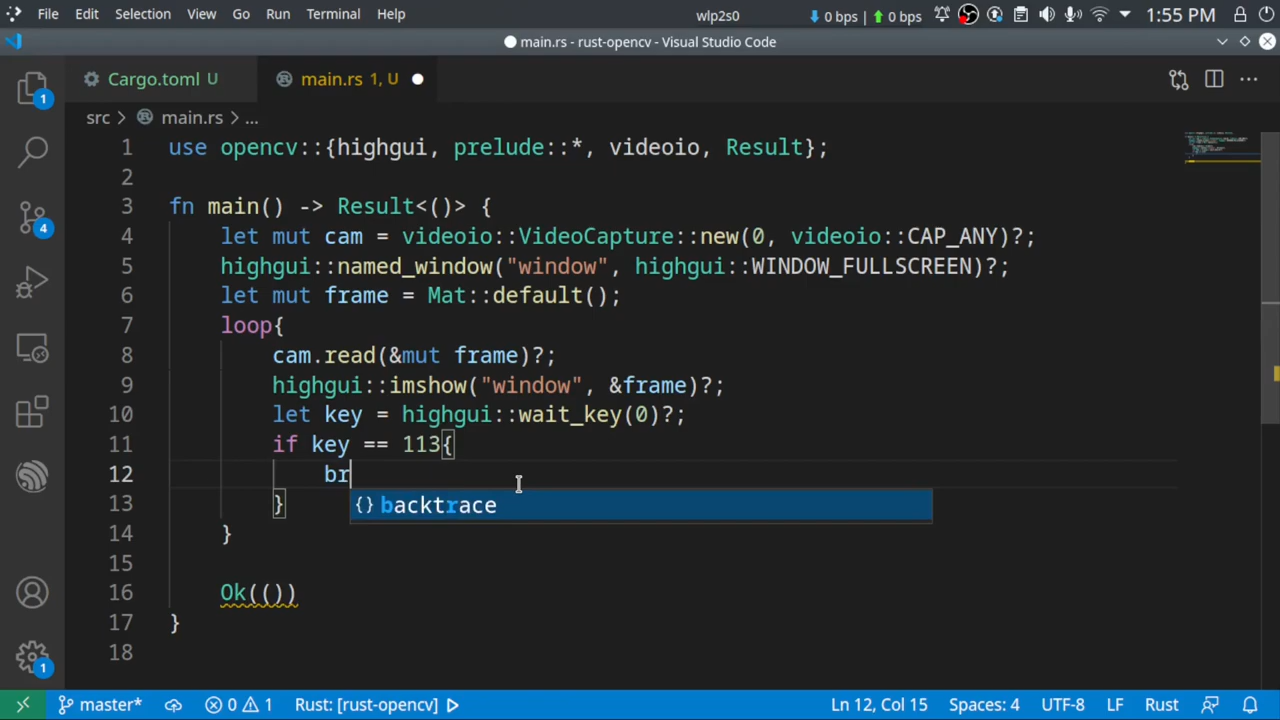 File Edit Selection View Go Run Terminal Help wlp2s0 0 bps 0 bps 1:55 PM
main.rs - rust-opencv - Visual Studio Code
Cargo.toml U main.rs 1, U
src main.rs ...
1 use opencv::{highgui, prelude::*, videoio, Result};
2
3 fn main() -> Result<()> {
4 let mut cam = videoio::VideoCapture::new(0, videoio::CAP_ANY)?;
5 highgui::named_window("window", highgui::WINDOW_FULLSCREEN)?;
6 let mut frame = Mat::default();
7 loop{
8 cam.read(&mut frame)?;
9 highgui::imshow("window", &frame)?;
10 let key = highgui::wait_key(0)?;
11 if key == 113{
12 br
{} backtrace
13 }
14 }
15
16 Ok(())
17 }
18
1
4
1
master* 0 1 Rust: [rust-opencv] Ln 12, Col 15 Spaces: 4 UTF-8 LF Rust